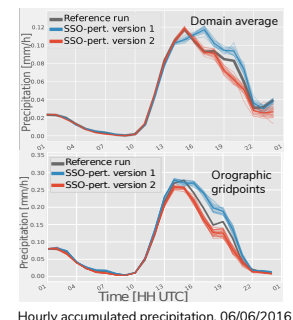 Reference run
SSO-pert. version 1
SSO-pert. version 2
Domain average
Precipitation [mm/h]
0.12
0.10
0.08
0.06
0.04
0.02
0.00
01 04 07 10 13 16 19 22 01
Reference run
SSO-pert. version 1
SSO-pert. version 2
Orographic
gridpoints
Precipitation [mm/h]
0.35
0.30
0.25
0.20
0.15
0.10
0.05
0.00
01 04 07 10 13 16 19 22 01
Time [HH UTC]
Hourly accumulated precipitation, 06/06/2016